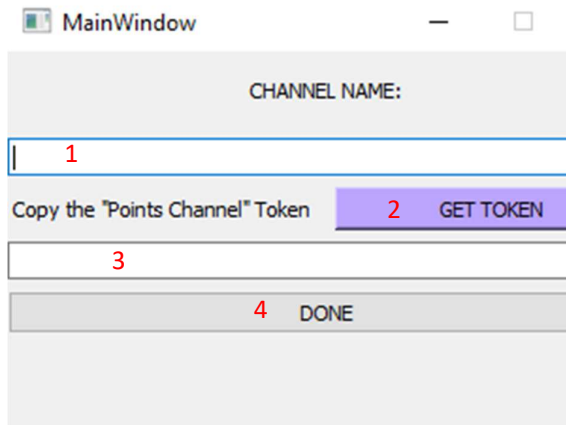 MainWindow
CHANNEL NAME:
1
Copy the "Points Channel" Token 2 GET TOKEN
3
4 DONE